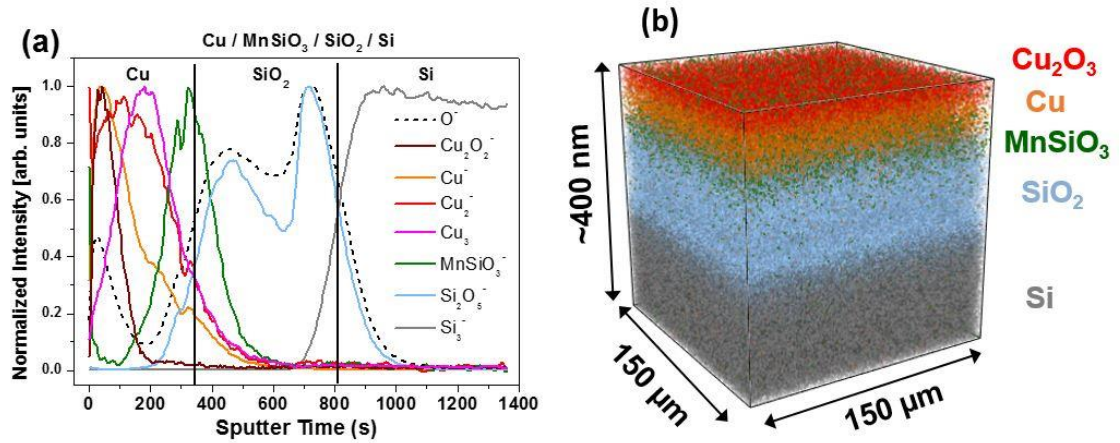 (a)
Cu / MnSiO₃ / SiO₂ / Si
Cu SiO₂ Si
Normalized Intensity [arb. units]
1.0
0.8
0.6
0.4
0.2
0.0
0 200 400 600 800 1000 1200 1400
Sputter Time (s)
O⁻
Cu₂O₂⁻
Cu⁻
Cu₂⁻
Cu₃⁻
MnSiO₃⁻
Si₂O₅⁻
Si₃⁻
(b)
Cu₂O₃
Cu
MnSiO₃
SiO₂
Si
~400 nm
150 µm
150 µm